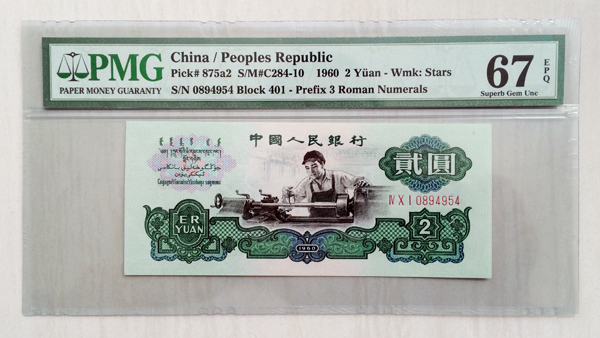 PMG
PAPER MONEY GUARANTY
China / Peoples Republic
Pick# 875a2 S/M#C284-10 1960 2 Yüan - Wmk: Stars
S/N 0894954 Block 401 - Prefix 3 Roman Numerals
67 EPQ
Superb Gem Unc
中國人民銀行
貳圓
Ⅳ Ⅹ Ⅰ 0894954
ER
YUAN
2
1960